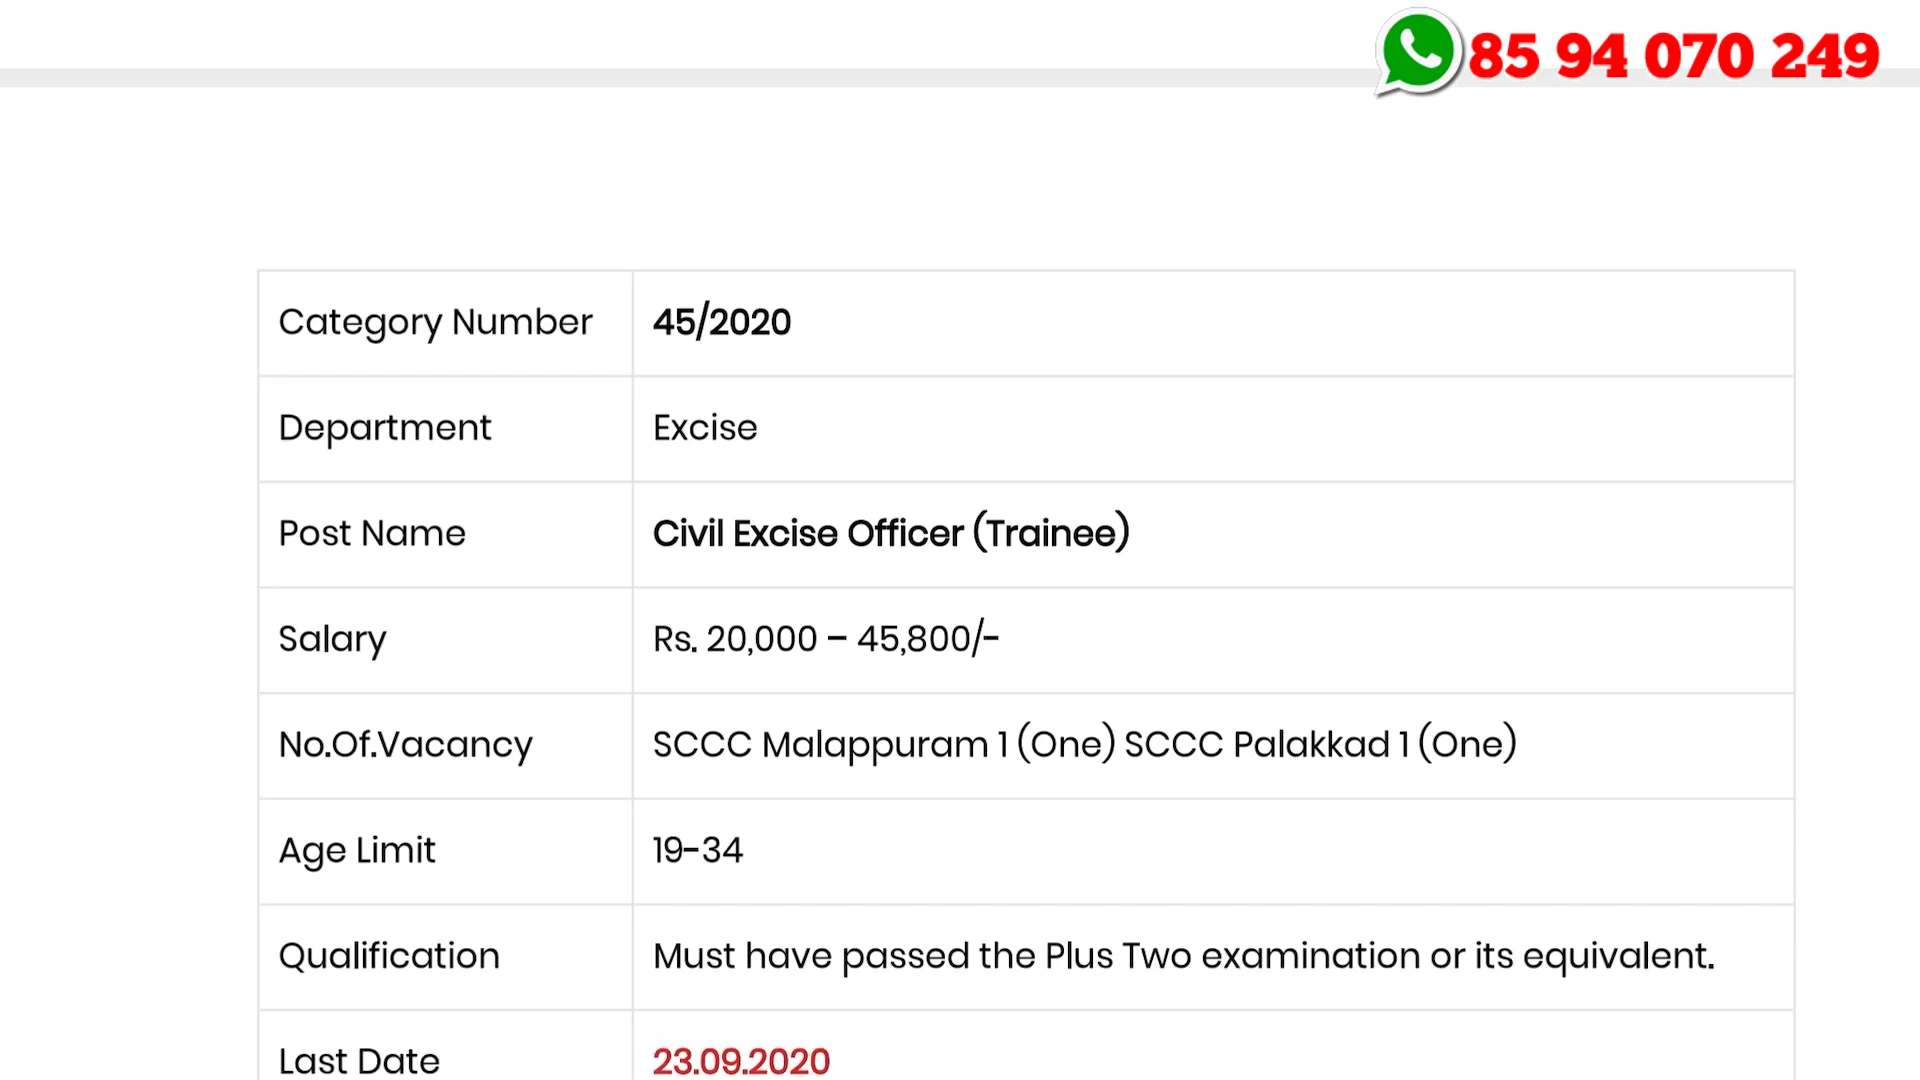 85 94 070 249
Category Number 45/2020
Department Excise
Post Name Civil Excise Officer (Trainee)
Salary Rs. 20,000 – 45,800/-
No.Of.Vacancy SCCC Malappuram 1 (One) SCCC Palakkad 1 (One)
Age Limit 19-34
Qualification Must have passed the Plus Two examination or its equivalent.
Last Date 23.09.2020